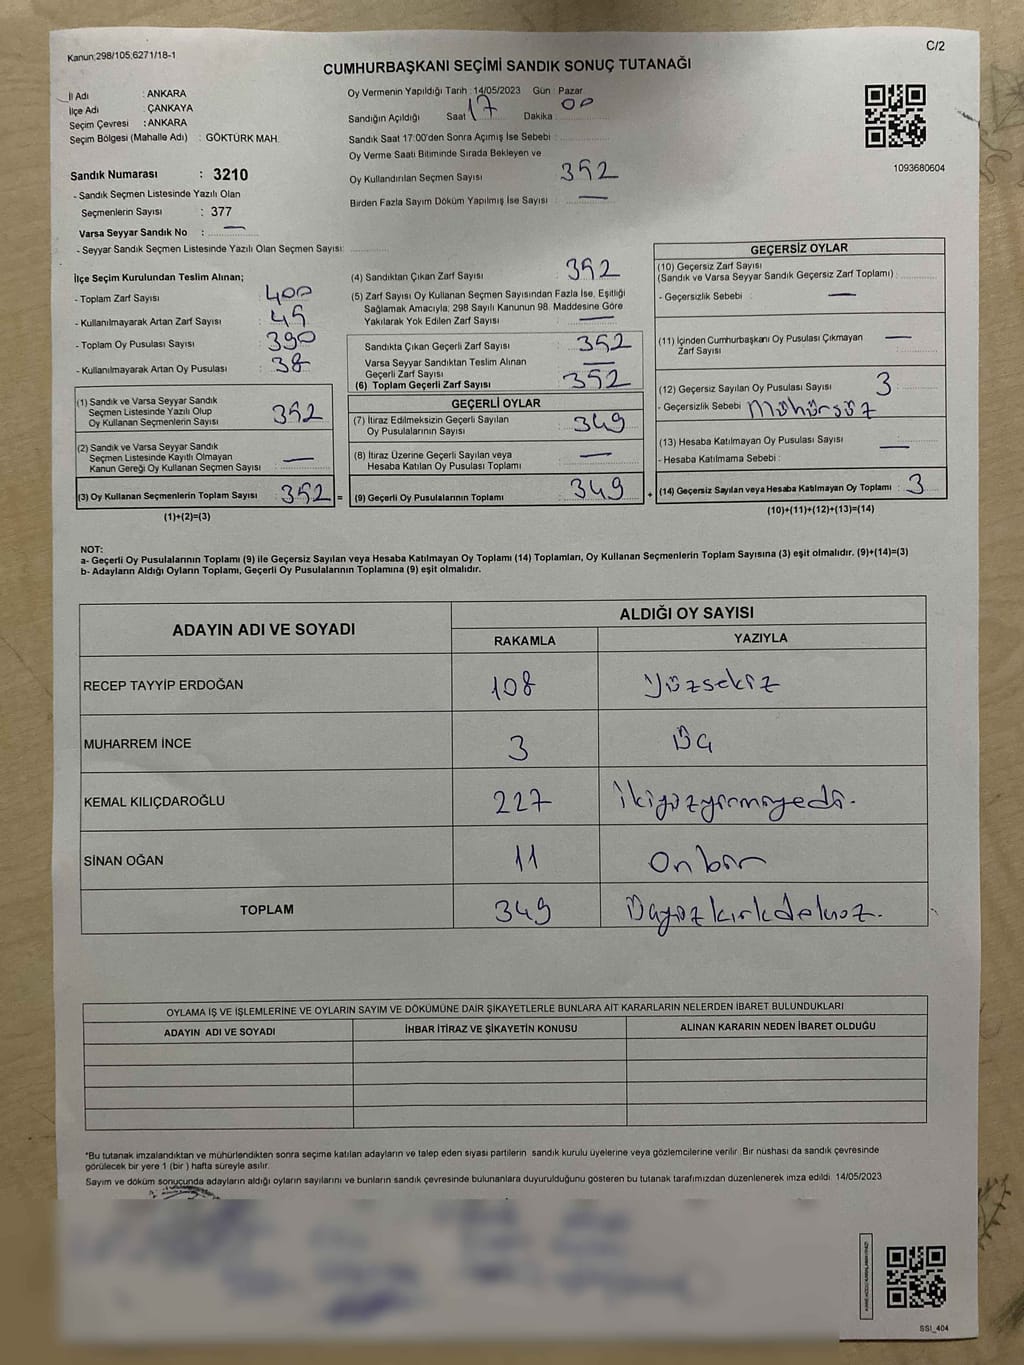 Kanun:298/105;6271/18-1
C/2
CUMHURBAŞKANI SEÇİMİ SANDIK SONUÇ TUTANAĞI
İl Adı : ANKARA
İlçe Adı : ÇANKAYA
Seçim Çevresi : ANKARA
Seçim Bölgesi (Mahalle Adı) : GÖKTÜRK MAH.
Sandık Numarası : 3210
- Sandık Seçmen Listesinde Yazılı Olan
Seçmenlerin Sayısı : 377
Varsa Seyyar Sandık No : —
- Seyyar Sandık Seçmen Listesinde Yazılı Olan Seçmen Sayısı:
Oy Vermenin Yapıldığı Tarih : 14/05/2023 Gün : Pazar
Sandığın Açıldığı Saat 17 Dakika : 00
Sandık Saat 17:00'den Sonra Açımış İse Sebebi :
Oy Verme Saati Bitiminde Sırada Bekleyen ve
Oy Kullandırılan Seçmen Sayısı 352
Birden Fazla Sayım Döküm Yapılmış İse Sayısı —
1093680604
İlçe Seçim Kurulundan Teslim Alınan;
- Toplam Zarf Sayısı : 400
- Kullanılmayarak Artan Zarf Sayısı :
- Toplam Oy Pusulası Sayısı : 390
- Kullanılmayarak Artan Oy Pusulası : 38
(1) Sandık ve Varsa Seyyar Sandık
Seçmen Listesinde Yazılı Olup
Oy Kullanan Seçmenlerin Sayısı : 352
(2) Sandık ve Varsa Seyyar Sandık
Seçmen Listesinde Kayıtlı Olmayan
Kanun Gereği Oy Kullanan Seçmen Sayısı : —
(3) Oy Kullanan Seçmenlerin Toplam Sayısı : 352 =
(1)+(2)=(3)
(4) Sandıktan Çıkan Zarf Sayısı : 352
(5) Zarf Sayısı Oy Kullanan Seçmen Sayısından Fazla İse, Eşitliği
Sağlamak Amacıyla; 298 Sayılı Kanunun 98. Maddesine Göre
Yakılarak Yok Edilen Zarf Sayısı : —
Sandıkta Çıkan Geçerli Zarf Sayısı : 352
Varsa Seyyar Sandıktan Teslim Alınan
Geçerli Zarf Sayısı : —
(6) Toplam Geçerli Zarf Sayısı : 352
GEÇERLİ OYLAR
(7) İtiraz Edilmeksizin Geçerli Sayılan
Oy Pusulalarının Sayısı : 349
(8) İtiraz Üzerine Geçerli Sayılan veya
Hesaba Katılan Oy Pusulası Toplamı : —
(9) Geçerli Oy Pusulalarının Toplamı : 349 +
GEÇERSİZ OYLAR
(10) Geçersiz Zarf Sayısı
(Sandık ve Varsa Seyyar Sandık Geçersiz Zarf Toplamı) :
- Geçersizlik Sebebi : —
(11) İçinden Cumhurbaşkanı Oy Pusulası Çıkmayan
Zarf Sayısı : —
(12) Geçersiz Sayılan Oy Pusulası Sayısı : 3
- Geçersizlik Sebebi : Mühürsüz
(13) Hesaba Katılmayan Oy Pusulası Sayısı : —
- Hesaba Katılmama Sebebi :
(14) Geçersiz Sayılan veya Hesaba Katılmayan Oy Toplamı : 3
(10)+(11)+(12)+(13)=(14)
NOT:
a- Geçerli Oy Pusulalarının Toplamı (9) ile Geçersiz Sayılan veya Hesaba Katılmayan Oy Toplamı (14) Toplamları, Oy Kullanan Seçmenlerin Toplam Sayısına (3) eşit olmalıdır. (9)+(14)=(3)
b- Adayların Aldığı Oyların Toplamı, Geçerli Oy Pusulalarının Toplamına (9) eşit olmalıdır.
ADAYIN ADI VE SOYADI ALDIĞI OY SAYISI
RAKAMLA YAZIYLA
RECEP TAYYİP ERDOĞAN 108 Yüzsekiz
MUHARREM İNCE 3 Üç
KEMAL KILIÇDAROĞLU 227 İkiyüzyirmiyedi.
SİNAN OĞAN 11 Onbir
TOPLAM 349 Üçyüzkırkdokuz.
OYLAMA İŞ VE İŞLEMLERİNE VE OYLARIN SAYIM VE DÖKÜMÜNE DAİR ŞİKAYETLERLE BUNLARA AİT KARARLARIN NELERDEN İBARET BULUNDUKLARI
ADAYIN ADI VE SOYADI İHBAR İTİRAZ VE ŞİKAYETİN KONUSU ALINAN KARARIN NEDEN İBARET OLDUĞU
*Bu tutanak imzalandıktan ve mühürlendikten sonra seçime katılan adayların ve talep eden siyasi partilerin sandık kurulu üyelerine veya gözlemcilerine verilir. Bir nüshası da sandık çevresinde
görülecek bir yere 1 (bir ) hafta süreyle asılır.
Sayım ve döküm sonucunda adayların aldığı oyların sayılarını ve bunların sandık çevresinde bulunanlara duyurulduğunu gösteren bu tutanak tarafımızdan düzenlenerek imza edildi. 14/05/2023
SSI_404